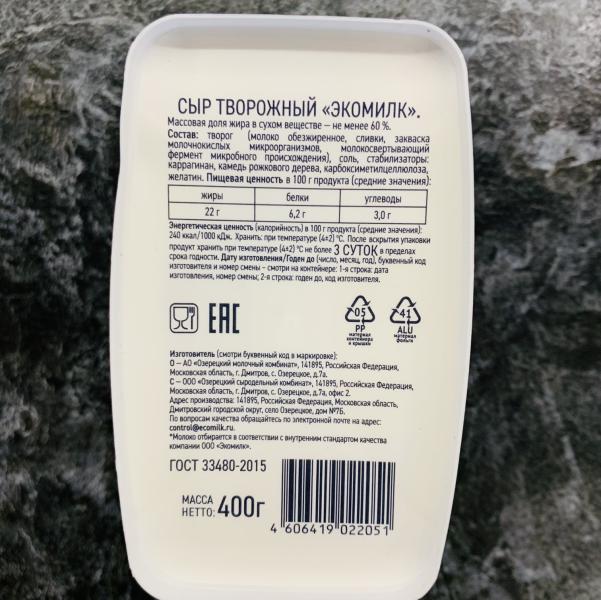 СЫР ТВОРОЖНЫЙ «ЭКОМИЛК».
Массовая доля жира в сухом веществе – не менее 60 %.
Состав: творог (молоко обезжиренное, сливки, закваска
молочнокислых микроорганизмов, молокосвертывающий
фермент микробного происхождения), соль, стабилизаторы:
каррапинан, камедь рожкового дерева, карбоксиметилцеллюлоза,
желатин. Пищевая ценность в 100 г продукта (средние значения):
жиры белки углеводы
22 г 6,2 г 3,0 г
Энергетическая ценность (калорийность) в 100 г продукта (средние значения):
240 ккал/1000 кДж. Хранить: при температуре (4±2) °С. После вскрытия упаковки
продукт хранить при температуре (4±2) °С не более 3 СУТОК в пределах
срока годности. Дата изготовления/Годен до (число, месяц, год), буквенный код
изготовителя и номер смены – смотри на контейнере: 1-я строка: дата
изготовления, номер смены; 2-я строка: годен до, код изготовителя.
EAC
05
PP
материал
контейнера
и крышки
41
ALU
материал
фольги
Изготовитель (смотри буквенный код в маркировке):
О – АО «Озерецкий молочный комбинат», 141895, Российская Федерация,
Московская область, г. Дмитров, с. Озерецкое, д.7а.
С – ООО «Озерецкий сыродельный комбинат», 141895, Российская Федерация,
Московская область, г. Дмитров, с. Озерецкое, д.7а, офис 2.
Адрес производства: 141895, Российская Федерация, Московская область,
Дмитровский городской округ, село Озерецкое, дом №7Б.
По вопросам качества обращайтесь по электронной почте на адрес:
control@ecomilk.ru.
*Молоко отбирается в соответствии с внутренним стандартом качества
компании ООО «Экомилк».
ГОСТ 33480-2015
МАССА
НЕТТО: 400г
4 606419 022051